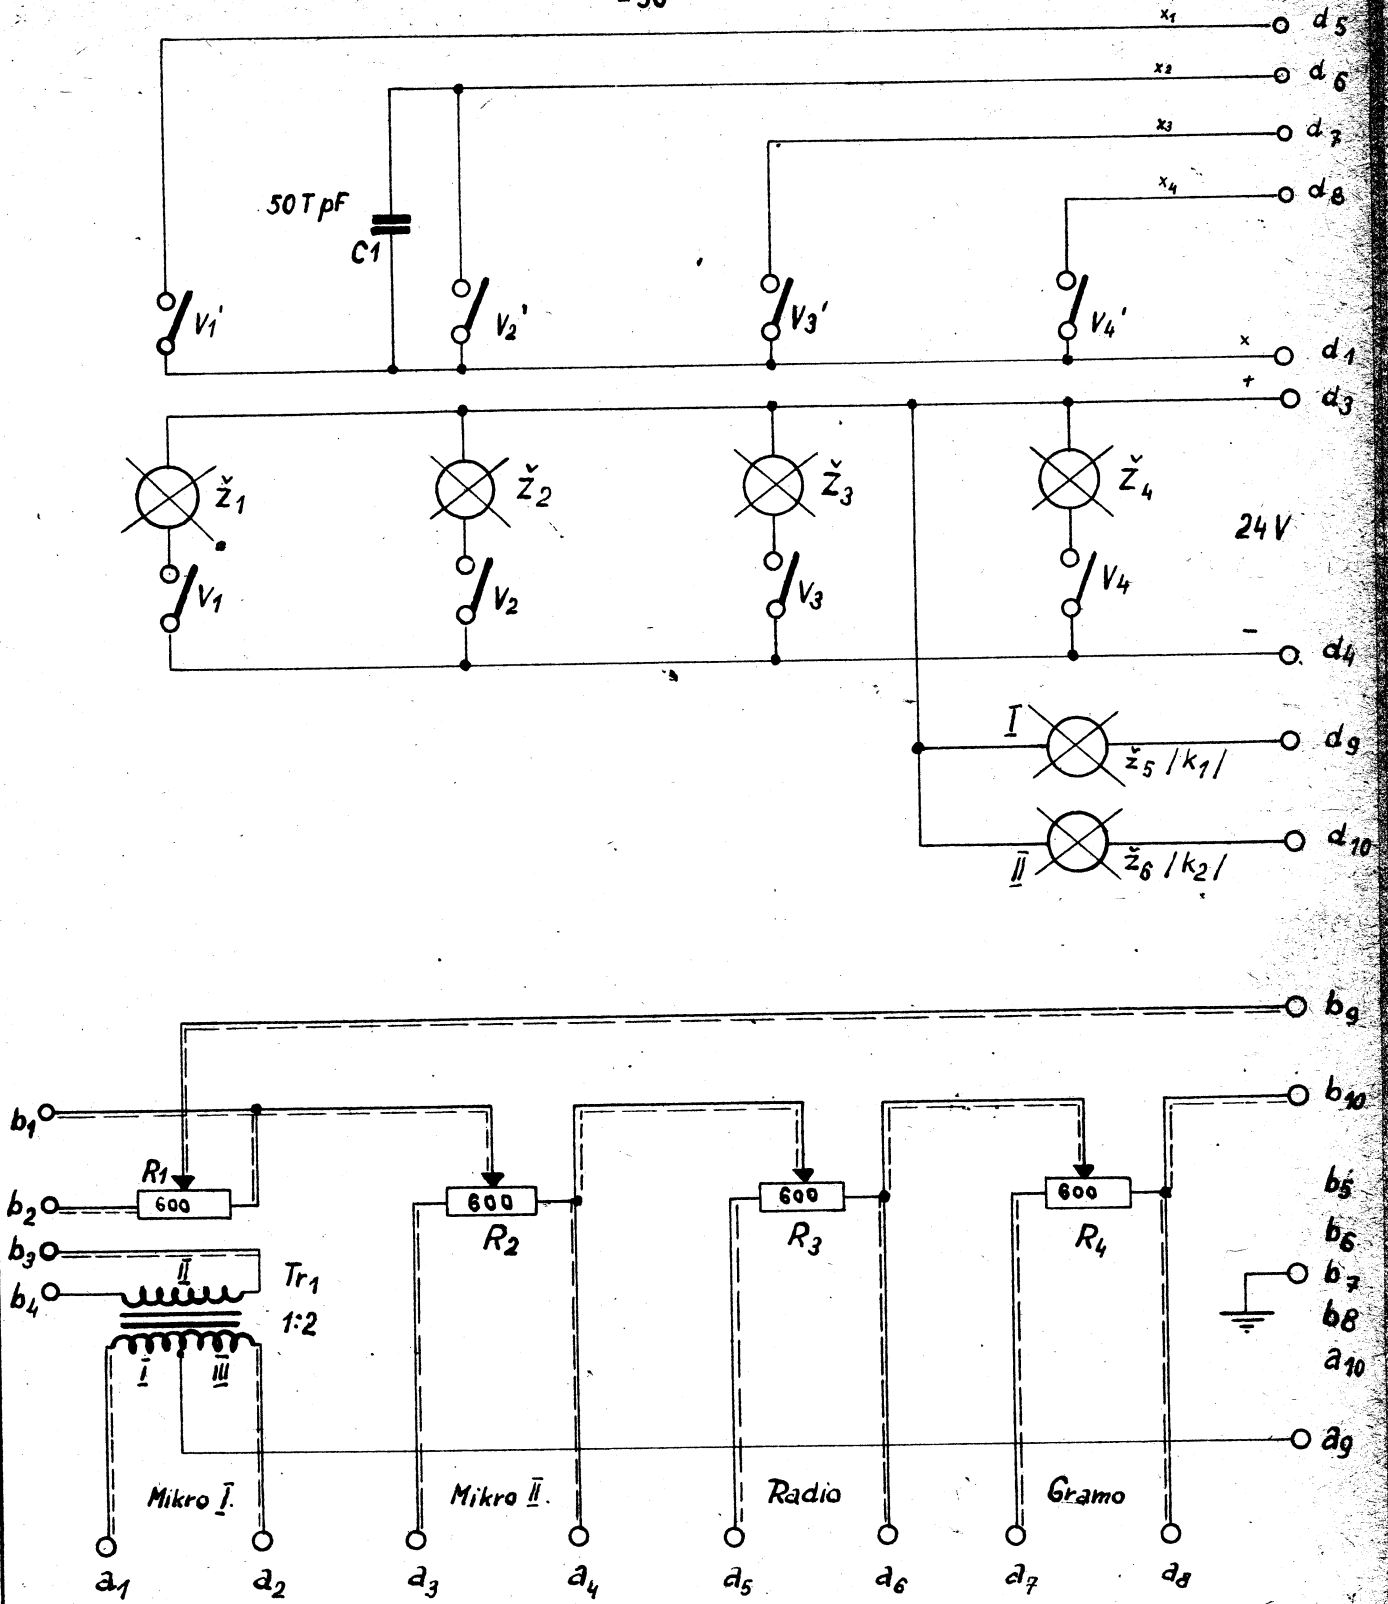 x1 d5
x2 d6
x3 d7
x4 d8
50T pF
C1
V1' V2' V3' V4'
x d1
+ d3
Ž1 Ž2 Ž3 Ž4
24V
V1 V2 V3 V4
– d4
I ž5 /k1/ d9
II ž6 /k2/ d10
b9
b1 b10
R1
b2 600 600 600 600 b5
R2 R3 R4
b6
b3
II Tr1
b4 b7
1:2 b8
I III a10
a9
Mikro I. Mikro II. Radio Gramo
a1 a2 a3 a4 a5 a6 a7 a8